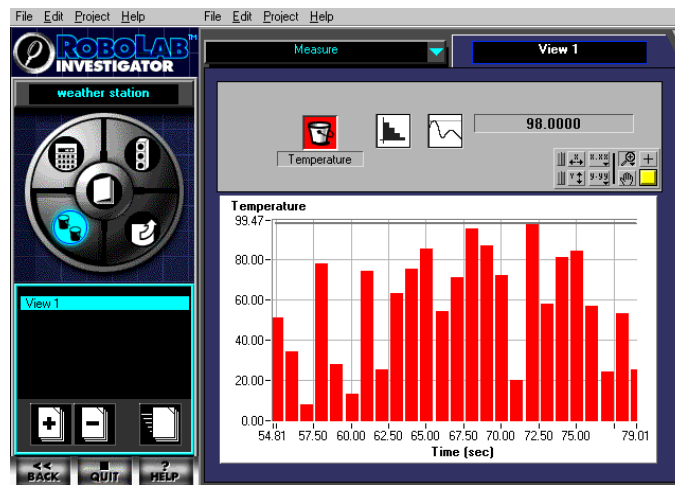 File Edit Project Help
File Edit Project Help
ROBOLAB™
INVESTIGATOR
weather station
View 1
+
−
<<
BACK
QUIT
?
HELP
Measure
View 1
Temperature
98.0000
X X.XX +
Y Y.YY
Temperature
99.47
80.00
60.00
40.00
20.00
0.00
54.81 57.50 60.00 62.50 65.00 67.50 70.00 72.50 75.00 79.01
Time (sec)